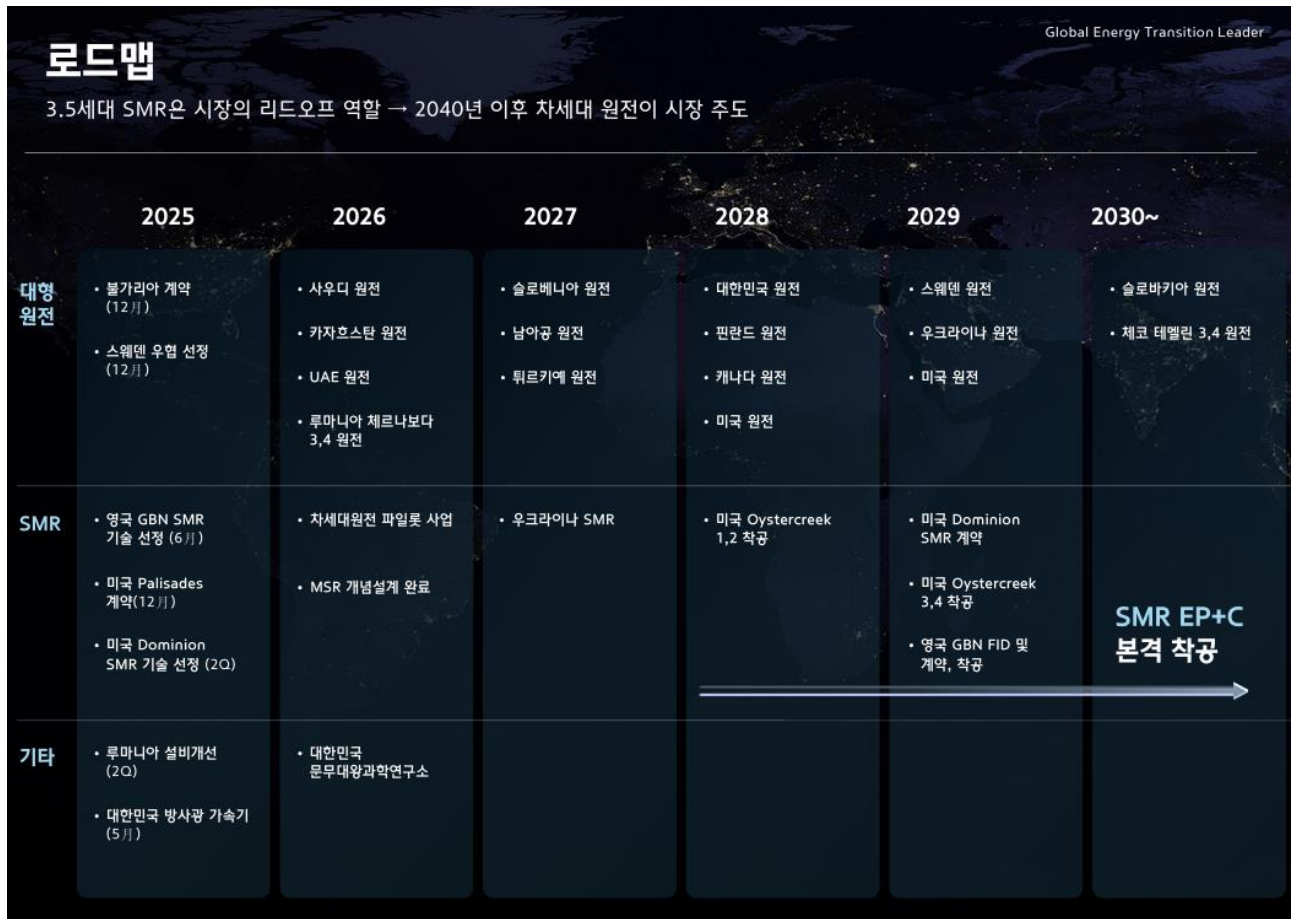 Global Energy Transition Leader
로드맵
3.5세대 SMR은 시장의 리드오프 역할 → 2040년 이후 차세대 원전이 시장 주도
2025
2026
2027
2028
2029
2030~
대형
원전
• 불가리아 계약
(12月)
• 스웨덴 우협 선정
(12月)
• 사우디 원전
• 카자흐스탄 원전
• UAE 원전
• 루마니아 체르나보다
3,4 원전
• 슬로베니아 원전
• 남아공 원전
• 튀르키예 원전
• 대한민국 원전
• 핀란드 원전
• 캐나다 원전
• 미국 원전
• 스웨덴 원전
• 우크라이나 원전
• 미국 원전
• 슬로바키아 원전
• 체코 테멜린 3,4 원전
SMR
• 영국 GBN SMR
기술 선정 (6月)
• 미국 Palisades
계약(12月)
• 미국 Dominion
SMR 기술 선정 (2Q)
• 차세대원전 파일롯 사업
• MSR 개념설계 완료
• 우크라이나 SMR
• 미국 Oystercreek
1,2 착공
• 미국 Dominion
SMR 계약
• 미국 Oystercreek
3,4 착공
• 영국 GBN FID 및
계약, 착공
SMR EP+C
본격 착공
기타
• 루마니아 설비개선
(2Q)
• 대한민국 방사광 가속기
(5月)
• 대한민국
문무대왕과학연구소